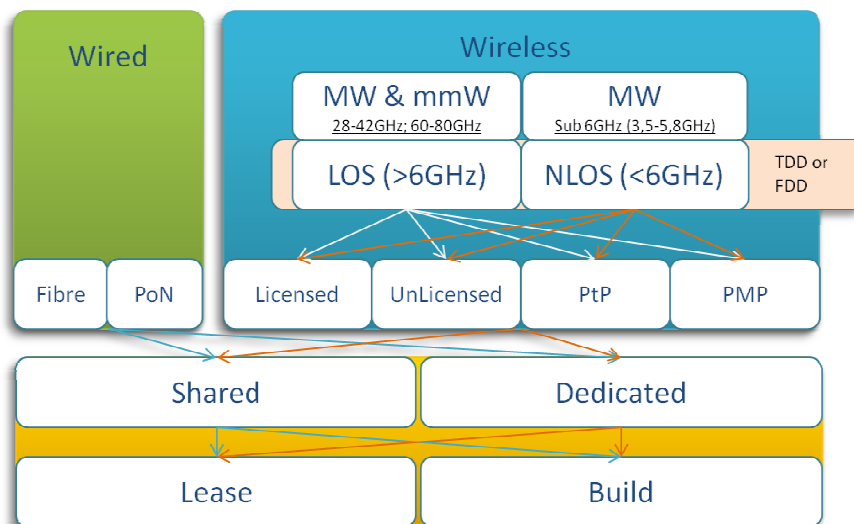 Wired
Wireless
MW & mmW
28-42GHz; 60-80GHz
MW
Sub 6GHz (3,5-5,8GHz)
LOS (>6GHz)
NLOS (<6GHz)
TDD or
FDD
Fibre
PoN
Licensed
UnLicensed
PtP
PMP
Shared
Dedicated
Lease
Build